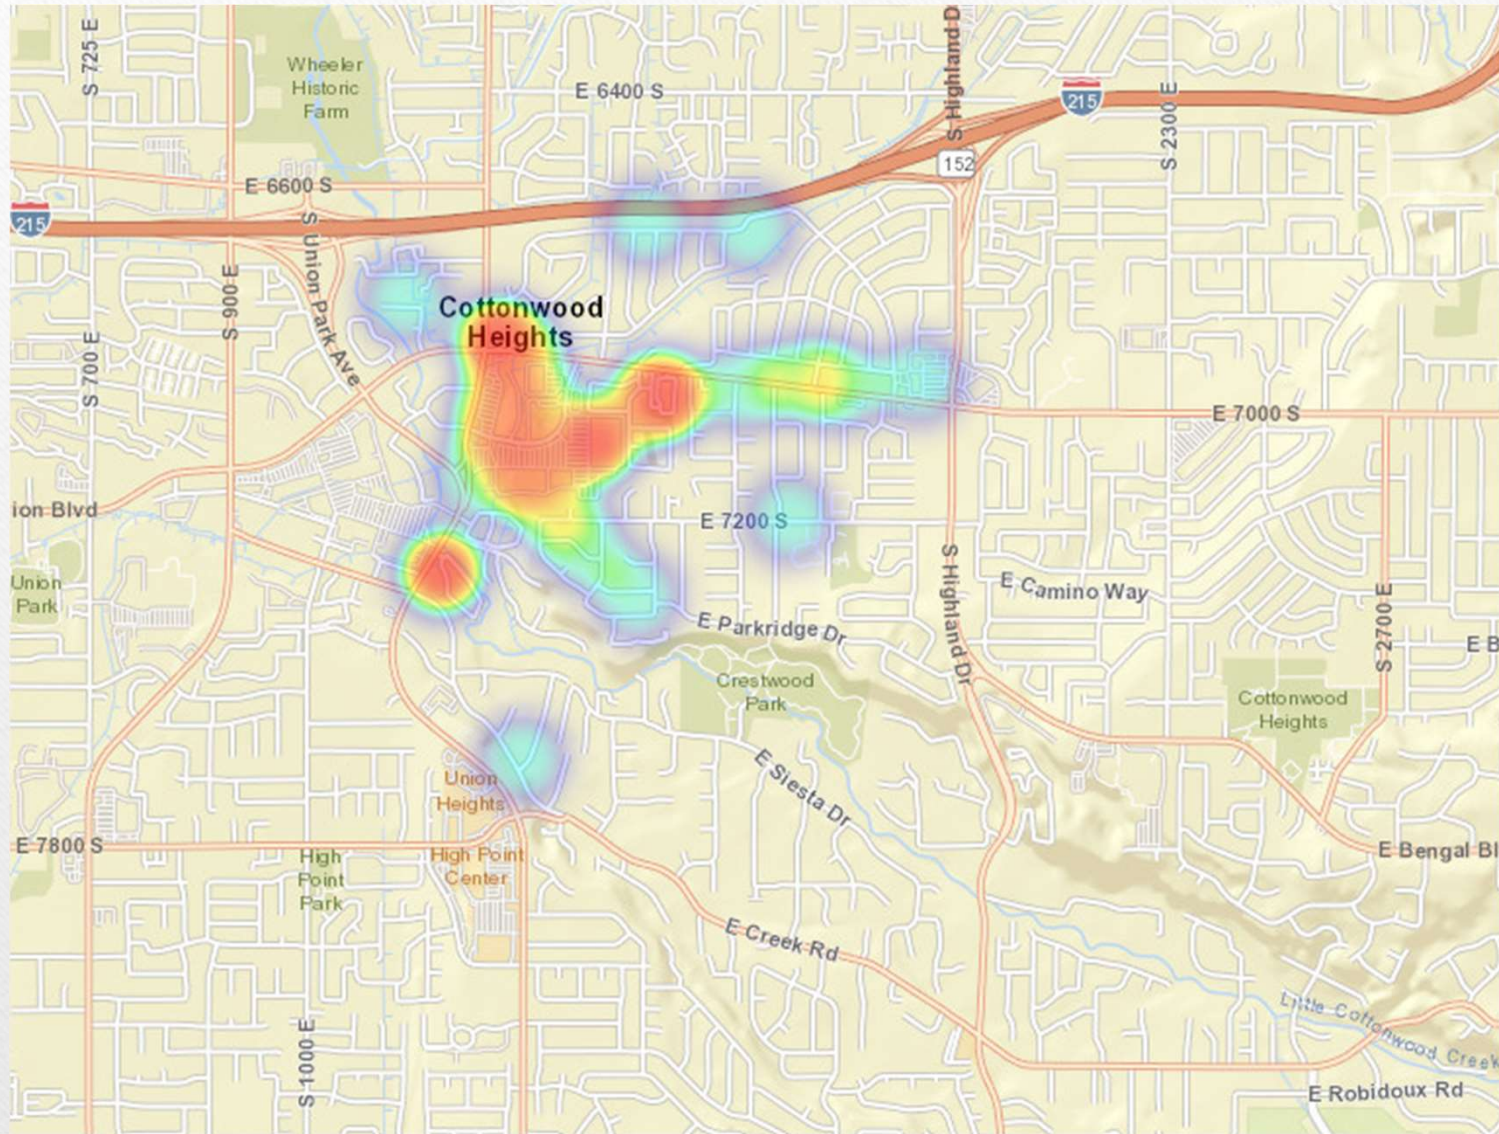 S 725 E
Wheeler
Historic
Farm
E 6400 S
S Highland D
215
S 2300 E
152
E 6600 S
215
S Union Park Ave
S 900 E
Cottonwood
Heights
S 700 E
E 7000 S
ion Blvd
E 7200 S
Union
Park
S Highland Dr
E Camino Way
S 2700 E
E Parkridge Dr
E B
Crestwood
Park
Cottonwood
Heights
Union
Heights
E Siesta Dr
E 7800 S
High
Point
Park
High Point
Center
E Bengal Bl
E Creek Rd
Little Cottonwood Creek
S 1000 E
E Robidoux Rd